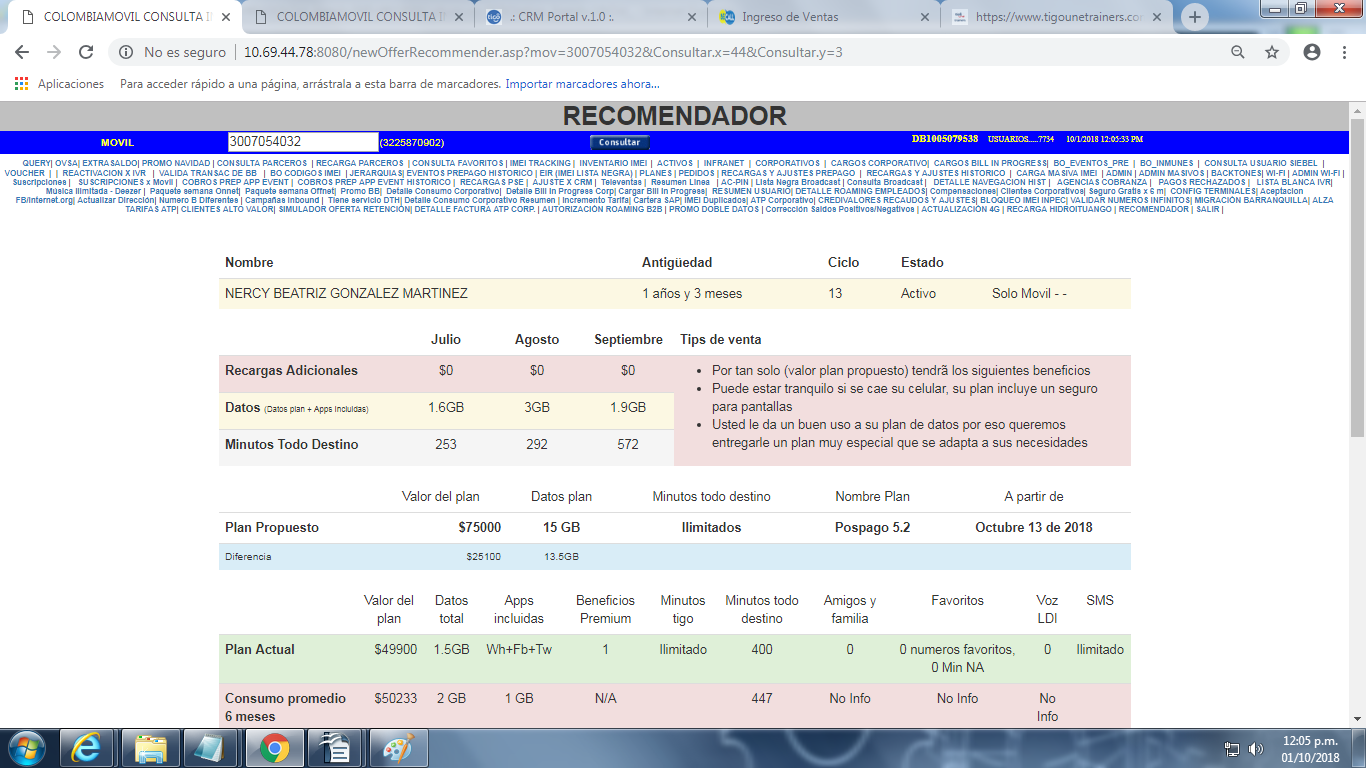 COLOMBIAMOVIL CONSULTA I
COLOMBIAMOVIL CONSULTA I
.: CRM Portal v.1.0 :.
Ingreso de Ventas
https://www.tigounetrainers.co
No es seguro | 10.69.44.78:8080/newOfferRecommender.asp?mov=3007054032&Consultar.x=44&Consultar.y=3
Aplicaciones Para acceder rápido a una página, arrástrala a esta barra de marcadores. Importar marcadores ahora...
RECOMENDADOR
MOVIL 3007054032 (3225870902) Consultar DB1005079538 USUARIOS.....7734 10/1/2018 12:05:33 PM
QUERY| OVSA| EXTRASALDO| PROMO NAVIDAD | CONSULTA PARCEROS | RECARGA PARCEROS | CONSULTA FAVORITOS | IMEI TRACKING | INVENTARIO IMEI | ACTIVOS | INFRANET | CORPORATIVOS | CARGOS CORPORATIVO| CARGOS BILL IN PROGRESS| BO_EVENTOS_PRE | BO_INMUNES | CONSULTA USUARIO SIEBEL |
VOUCHER | | REACTIVACION X IVR | VALIDA TRANSAC DE BB | BO CODIGOS IMEI | JERARQUIAS| EVENTOS PREPAGO HISTORICO | EIR (IMEI LISTA NEGRA) | PLANES | PEDIDOS | RECARGAS Y AJUSTES PREPAGO | RECARGAS Y AJUSTES HISTORICO | CARGA MASIVA IMEI | ADMIN | ADMIN MASIVOS | BACKTONES| WI-FI | ADMIN WI-FI |
Suscripciones | SUSCRIPCIONES x Movil | COBROS PREP APP EVENT | COBROS PREP APP EVENT HISTORICO | RECARGAS PSE | AJUSTE X CRM | Televentas | Resumen Linea | AC-PIN | Lista Negra Broadcast | Consulta Broadcast | DETALLE NAVEGACION HIST | AGENCIAS COBRANZA | PAGOS RECHAZADOS | LISTA BLANCA IVR|
Musica Ilimitada - Deezer | Paquete semana Onnet| Paquete semana Offnet| Promo BB| Detalle Consumo Corporativo| Detalle Bill In Progress Corp| Cargar Bill In Progress| RESUMEN USUARIO| DETALLE ROAMING EMPLEADOS| Compensaciones| Clientes Corporativos| Seguro Gratis x 6 m| CONFIG TERMINALES| Aceptacion
FB/Internet.org| Actualizar Dirección| Numero B Diferentes | Campañas Inbound | Tiene servicio DTH| Detalle Consumo Corporativo Resumen | Incremento Tarifa| Cartera SAP| IMEI Duplicados| ATP Corporativo| CREDIVALORES RECAUDOS Y AJUSTES| BLOQUEO IMEI INPEC| VALIDAR NUMEROS INFINITOS| MIGRACIÓN BARRANQUILLA| ALZA
TARIFAS ATP| CLIENTES ALTO VALOR| SIMULADOR OFERTA RETENCIÓN| DETALLE FACTURA ATP CORP. | AUTORIZACIÓN ROAMING B2B | PROMO DOBLE DATOS | Corrección Saldos Positivos/Negativos | ACTUALIZACIÓN 4G | RECARGA HIDROITUANGO | RECOMENDADOR | SALIR |
Nombre Antigüedad Ciclo Estado
NERCY BEATRIZ GONZALEZ MARTINEZ 1 años y 3 meses 13 Activo Solo Movil - -
Julio Agosto Septiembre Tips de venta
Recargas Adicionales $0 $0 $0
Datos (Datos plan + Apps incluidas) 1.6GB 3GB 1.9GB
Minutos Todo Destino 253 292 572
• Por tan solo (valor plan propuesto) tendrã los siguientes beneficios
• Puede estar tranquilo si se cae su celular, su plan incluye un seguro
para pantallas
• Usted le da un buen uso a su plan de datos por eso queremos
entregarle un plan muy especial que se adapta a sus necesidades
Valor del plan Datos plan Minutos todo destino Nombre Plan A partir de
Plan Propuesto $75000 15 GB Ilimitados Pospago 5.2 Octubre 13 de 2018
Diferencia $25100 13.5GB
Valor del plan Datos total Apps incluidas Beneficios Premium Minutos tigo Minutos todo destino Amigos y familia Favoritos Voz LDI SMS
Plan Actual $49900 1.5GB Wh+Fb+Tw 1 Ilimitado 400 0 0 numeros favoritos, 0 Min NA 0 Ilimitado
Consumo promedio 6 meses $50233 2 GB 1 GB N/A 447 No Info No Info No Info
12:05 p.m.
01/10/2018